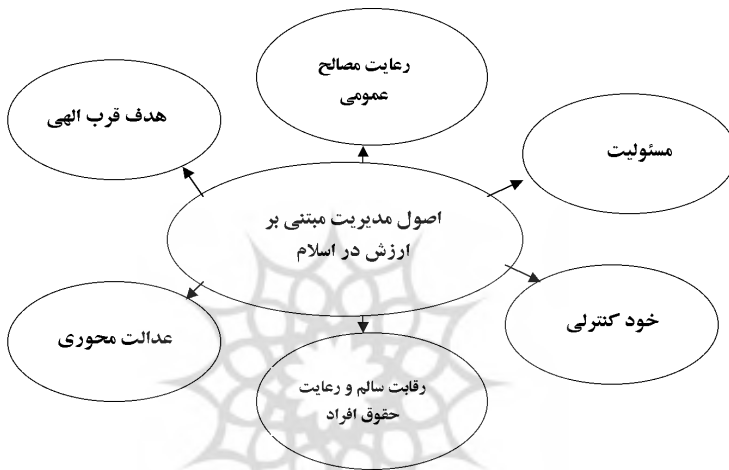 رعایت مصالح
عمومی
هدف قرب الهی
مسئولیت
اصول مدیریت مبتنی بر
ارزش در اسلام
خود کنترلی
عدالت محوری
رقابت سالم و رعایت
حقوق افراد